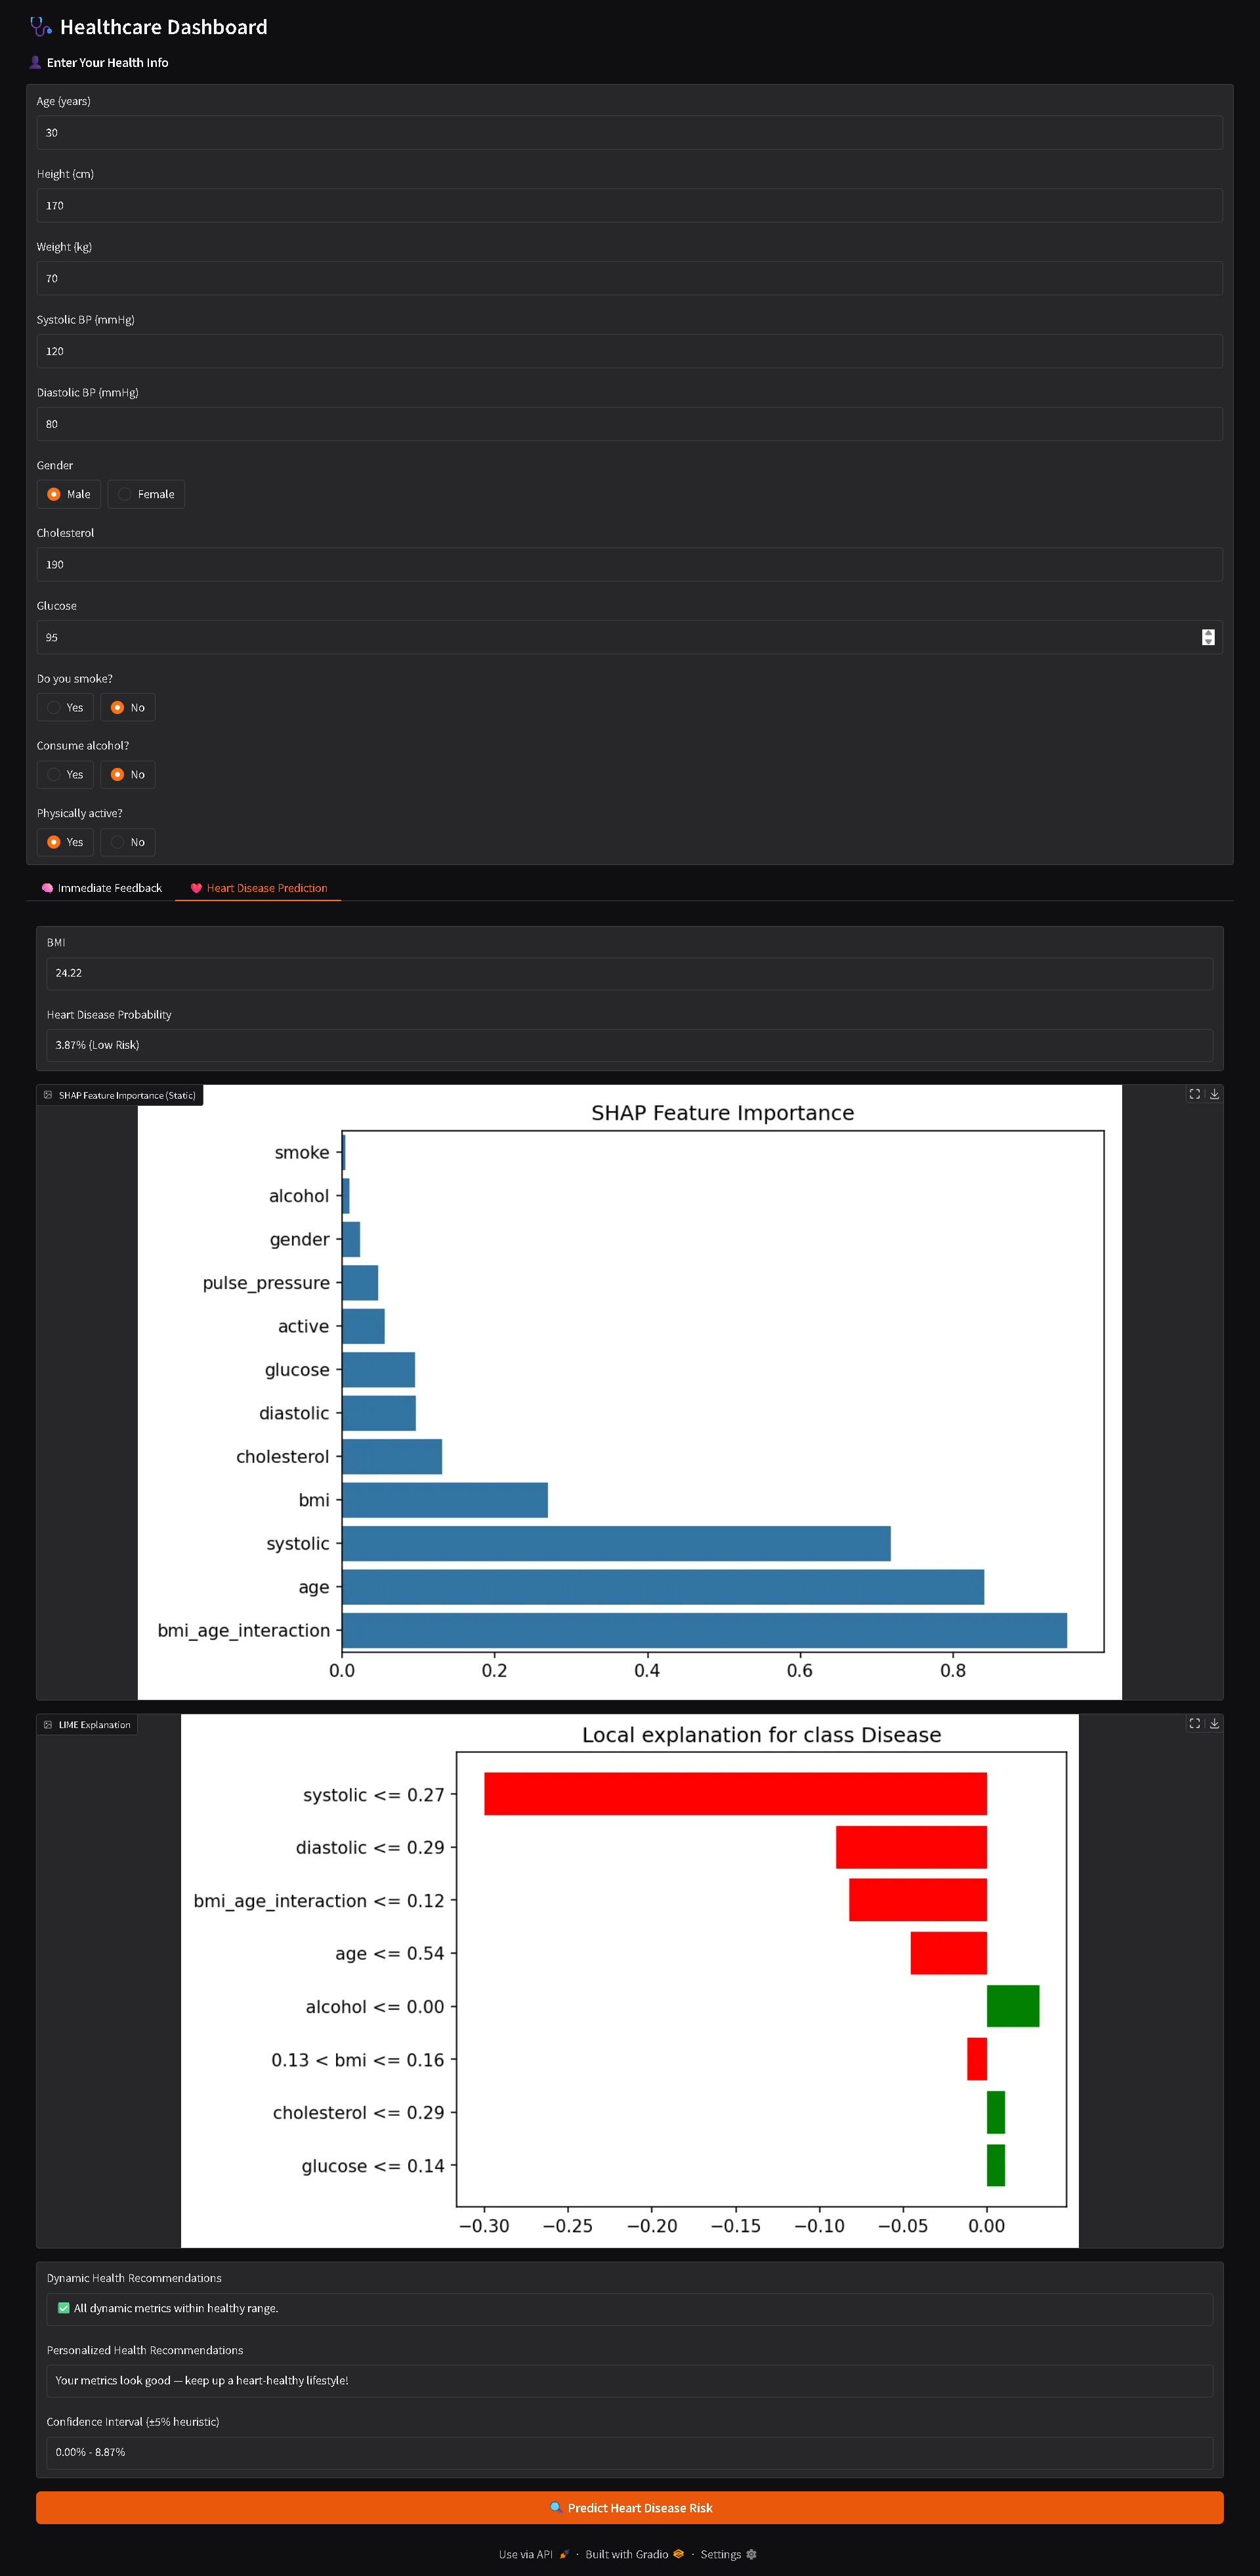 🩺 Healthcare Dashboard
👤 Enter Your Health Info
Age (years)
30
Height (cm)
170
Weight (kg)
70
Systolic BP (mmHg)
120
Diastolic BP (mmHg)
80
Gender
Male Female
Cholesterol
190
Glucose
95
Do you smoke?
Yes No
Consume alcohol?
Yes No
Physically active?
Yes No
🧠 Immediate Feedback ❤️ Heart Disease Prediction
BMI
24.22
Heart Disease Probability
3.87% (Low Risk)
SHAP Feature Importance (Static)
SHAP Feature Importance
smoke
alcohol
gender
pulse_pressure
active
glucose
diastolic
cholesterol
bmi
systolic
age
bmi_age_interaction
0.0 0.2 0.4 0.6 0.8
LIME Explanation
Local explanation for class Disease
systolic <= 0.27
diastolic <= 0.29
bmi_age_interaction <= 0.12
age <= 0.54
alcohol <= 0.00
0.13 < bmi <= 0.16
cholesterol <= 0.29
glucose <= 0.14
−0.30 −0.25 −0.20 −0.15 −0.10 −0.05 0.00
Dynamic Health Recommendations
✅ All dynamic metrics within healthy range.
Personalized Health Recommendations
Your metrics look good — keep up a heart-healthy lifestyle!
Confidence Interval (±5% heuristic)
0.00% - 8.87%
🔍 Predict Heart Disease Risk
Use via API 🚀 · Built with Gradio · Settings ⚙️